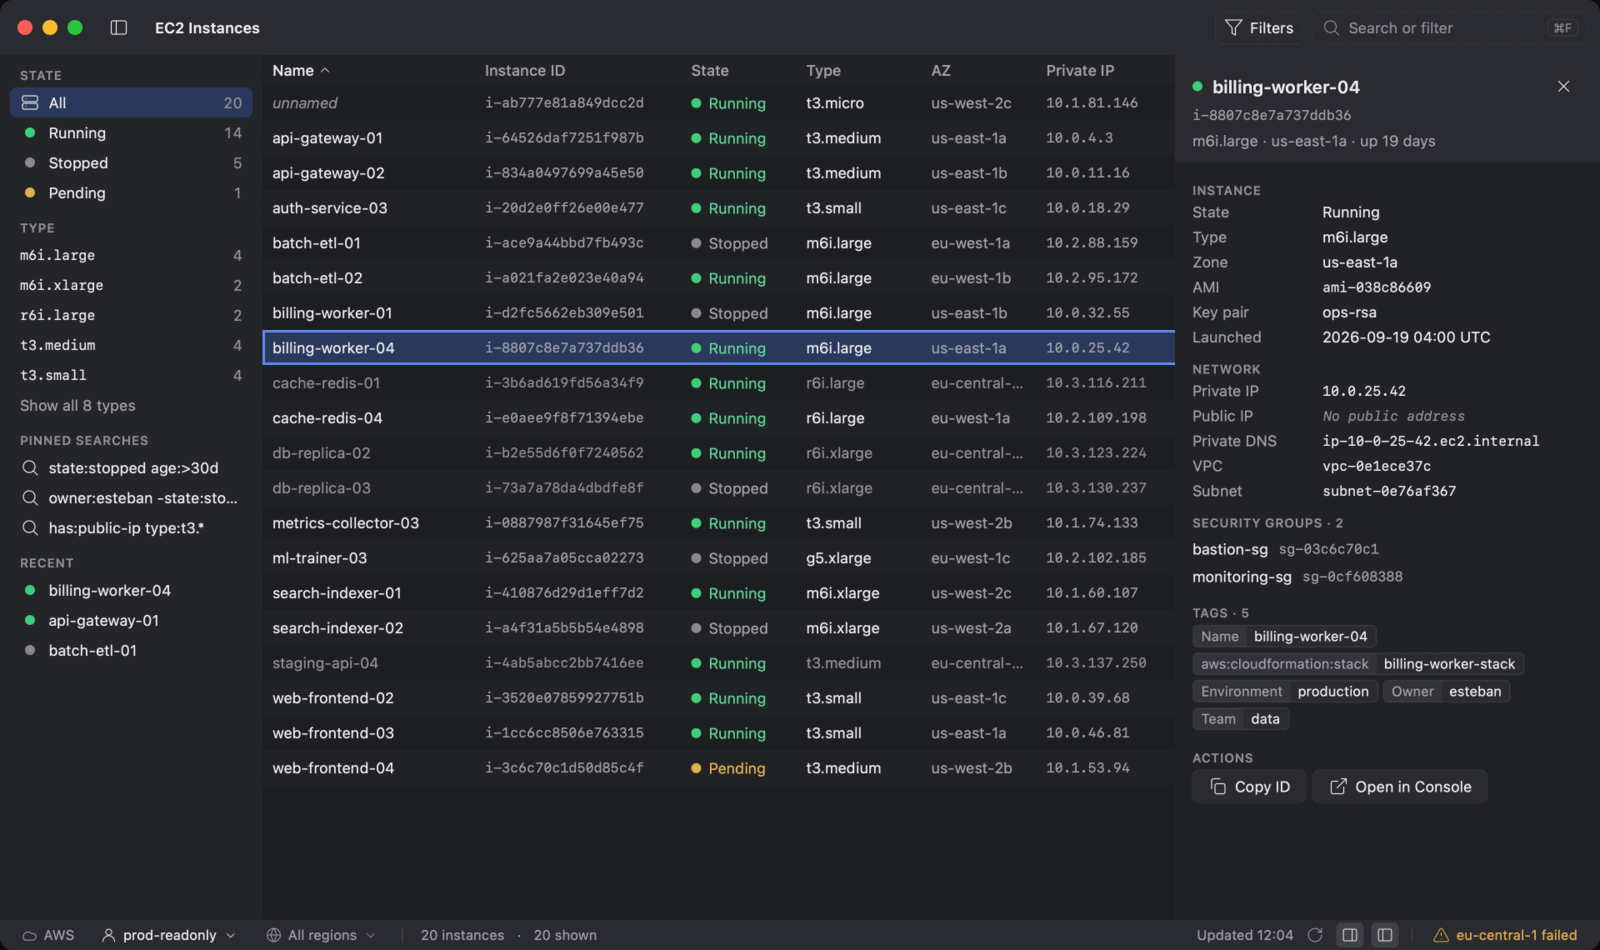 EC2 Instances
Filters
Search or filter ⌘F
STATE
All 20
Running 14
Stopped 5
Pending 1
TYPE
m6i.large 4
m6i.xlarge 2
r6i.large 2
t3.medium 4
t3.small 4
Show all 8 types
PINNED SEARCHES
state:stopped age:>30d
owner:esteban -state:sto...
has:public-ip type:t3.*
RECENT
billing-worker-04
api-gateway-01
batch-etl-01
Name Instance ID State Type AZ Private IP
unnamed i-ab777e81a849dcc2d Running t3.micro us-west-2c 10.1.81.146
api-gateway-01 i-64526daf7251f987b Running t3.medium us-east-1a 10.0.4.3
api-gateway-02 i-834a0497699a45e50 Running t3.medium us-east-1b 10.0.11.16
auth-service-03 i-20d2e0ff26e00e477 Running t3.small us-east-1c 10.0.18.29
batch-etl-01 i-ace9a44bbd7fb493c Stopped m6i.large eu-west-1a 10.2.88.159
batch-etl-02 i-a021fa2e023e40a94 Running m6i.large eu-west-1b 10.2.95.172
billing-worker-01 i-d2fc5662eb309e501 Stopped m6i.large us-east-1b 10.0.32.55
billing-worker-04 i-8807c8e7a737ddb36 Running m6i.large us-east-1a 10.0.25.42
cache-redis-01 i-3b6ad619fd56a34f9 Running r6i.large eu-central-... 10.3.116.211
cache-redis-04 i-e0aee9f8f71394ebe Running r6i.large eu-west-1a 10.2.109.198
db-replica-02 i-b2e55d6f0f7240562 Running r6i.xlarge eu-central-... 10.3.123.224
db-replica-03 i-73a7a78da4dbdfe8f Stopped r6i.xlarge eu-central-... 10.3.130.237
metrics-collector-03 i-0887987f31645ef75 Running t3.small us-west-2b 10.1.74.133
ml-trainer-03 i-625aa7a05cca02273 Stopped g5.xlarge eu-west-1c 10.2.102.185
search-indexer-01 i-410876d29d1eff7d2 Running m6i.xlarge us-west-2c 10.1.60.107
search-indexer-02 i-a4f31a5b5b54e4898 Stopped m6i.xlarge us-west-2a 10.1.67.120
staging-api-04 i-4ab5abcc2bb7416ee Running t3.medium eu-central-... 10.3.137.250
web-frontend-02 i-3520e07859927751b Running t3.small us-east-1c 10.0.39.68
web-frontend-03 i-1cc6cc8506e763315 Running t3.small us-east-1a 10.0.46.81
web-frontend-04 i-3c6c70c1d50d85c4f Pending t3.medium us-west-2b 10.1.53.94
billing-worker-04
i-8807c8e7a737ddb36
m6i.large · us-east-1a · up 19 days
INSTANCE
State Running
Type m6i.large
Zone us-east-1a
AMI ami-038c86609
Key pair ops-rsa
Launched 2026-09-19 04:00 UTC
NETWORK
Private IP 10.0.25.42
Public IP No public address
Private DNS ip-10-0-25-42.ec2.internal
VPC vpc-0e1ece37c
Subnet subnet-0e76af367
SECURITY GROUPS · 2
bastion-sg sg-03c6c70c1
monitoring-sg sg-0cf608388
TAGS · 5
Name billing-worker-04
aws:cloudformation:stack billing-worker-stack
Environment production Owner esteban
Team data
ACTIONS
Copy ID Open in Console
AWS prod-readonly All regions 20 instances · 20 shown Updated 12:04 eu-central-1 failed